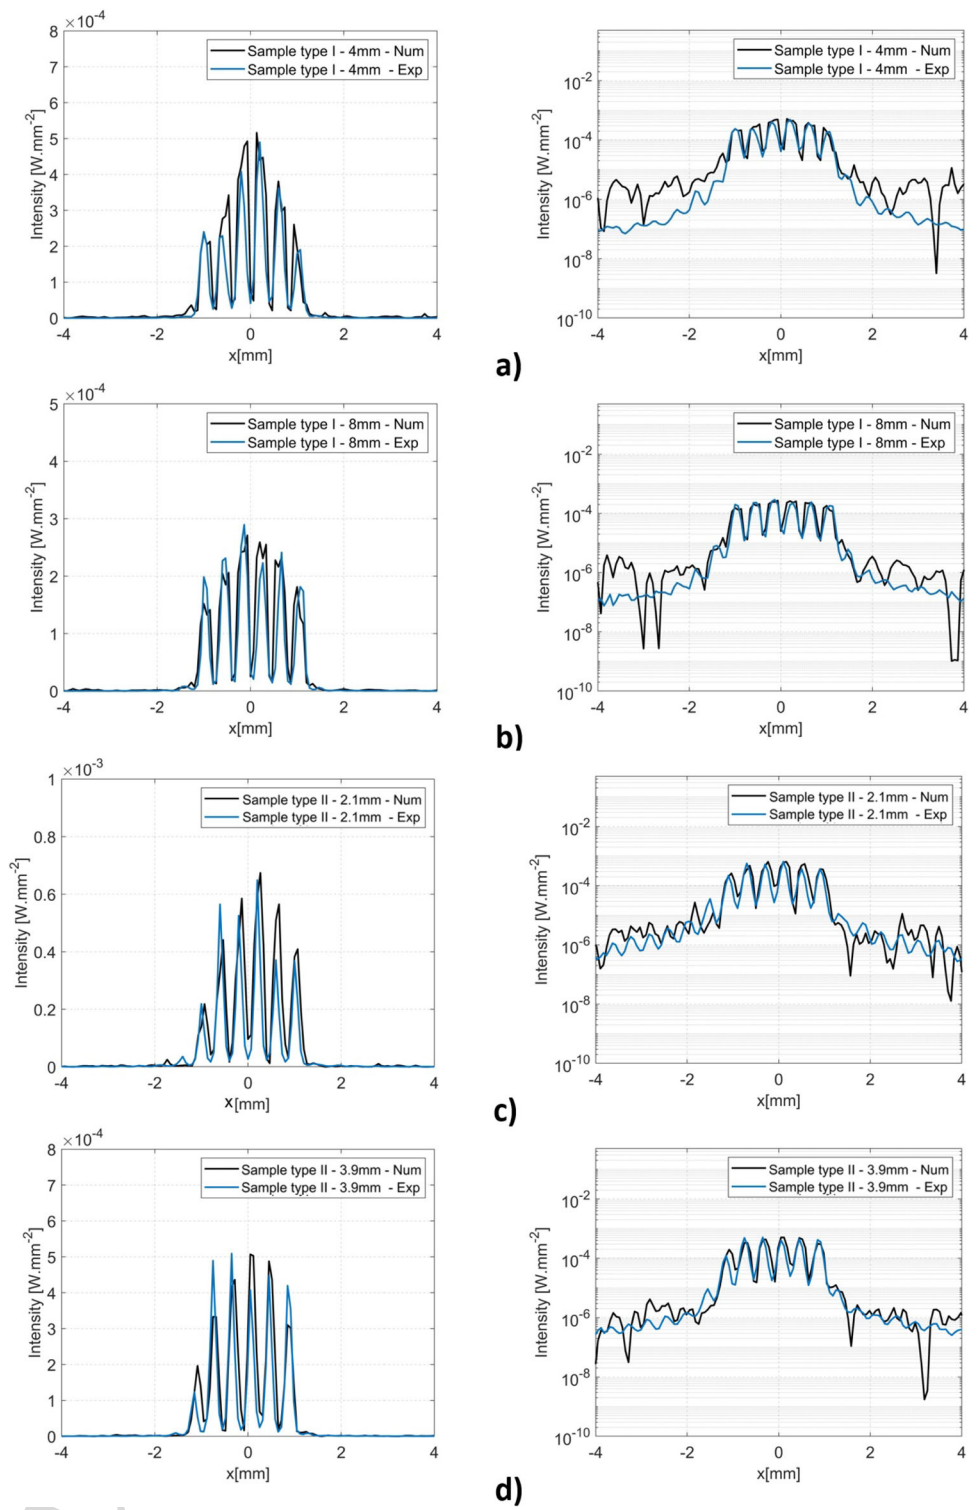 ×10⁻⁴
8
7
6
5
4
3
2
1
0
Intensity [W.mm⁻²]
Sample type I - 4mm - Num
Sample type I - 4mm - Exp
-4 -2 0 2 4
x[mm]
10⁻²
10⁻⁴
10⁻⁶
10⁻⁸
10⁻¹⁰
Intensity [W.mm⁻²]
Sample type I - 4mm - Num
Sample type I - 4mm - Exp
-4 -2 0 2 4
x[mm]
a)
×10⁻⁴
5
4
3
2
1
0
Intensity [W.mm⁻²]
Sample type I - 8mm - Num
Sample type I - 8mm - Exp
-4 -2 0 2 4
x[mm]
10⁻²
10⁻⁴
10⁻⁶
10⁻⁸
10⁻¹⁰
Intensity [W.mm⁻²]
Sample type I - 8mm - Num
Sample type I - 8mm - Exp
-4 -2 0 2 4
x[mm]
b)
×10⁻³
1
0.8
0.6
0.4
0.2
0
Intensity [W.mm⁻²]
Sample type II - 2.1mm - Num
Sample type II - 2.1mm - Exp
-4 -2 0 2 4
x[mm]
10⁻²
10⁻⁴
10⁻⁶
10⁻⁸
10⁻¹⁰
Intensity [W.mm⁻²]
Sample type II - 2.1mm - Num
Sample type II - 2.1mm - Exp
-4 -2 0 2 4
x[mm]
c)
×10⁻⁴
8
7
6
5
4
3
2
1
0
Intensity [W.mm⁻²]
Sample type II - 3.9mm - Num
Sample type II - 3.9mm - Exp
-4 -2 0 2 4
x[mm]
10⁻²
10⁻⁴
10⁻⁶
10⁻⁸
10⁻¹⁰
Intensity [W.mm⁻²]
Sample type II - 3.9mm - Num
Sample type II - 3.9mm - Exp
-4 -2 0 2 4
x[mm]
d)